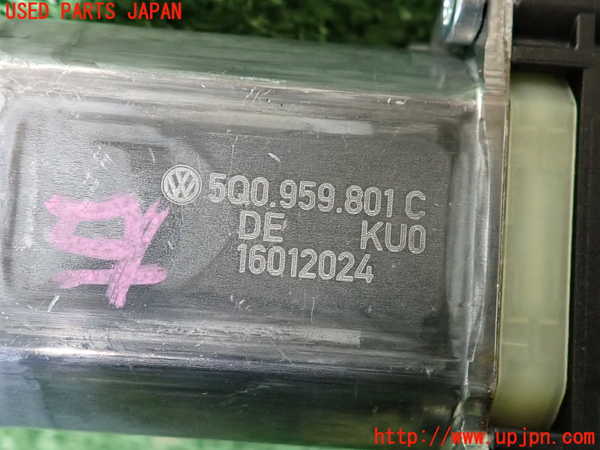 USED PARTS JAPAN
5Q0.959.801 C
DE KU0
16012024
http://www.upjpn.com/